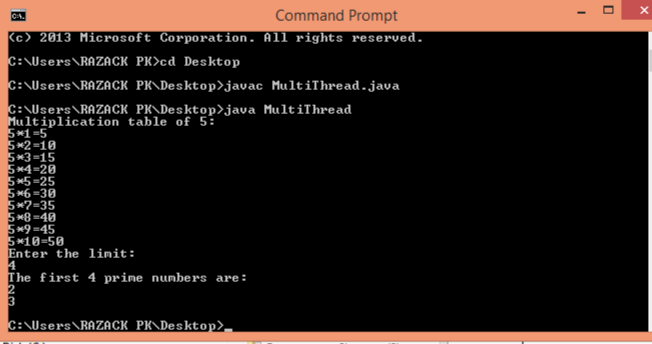 Command Prompt
(c) 2013 Microsoft Corporation. All rights reserved.
C:\Users\RAZACK PK>cd Desktop
C:\Users\RAZACK PK\Desktop>javac MultiThread.java
C:\Users\RAZACK PK\Desktop>java MultiThread
Multiplication table of 5:
5*1=5
5*2=10
5*3=15
5*4=20
5*5=25
5*6=30
5*7=35
5*8=40
5*9=45
5*10=50
Enter the limit:
4
The first 4 prime numbers are:
2
3
C:\Users\RAZACK PK\Desktop>_